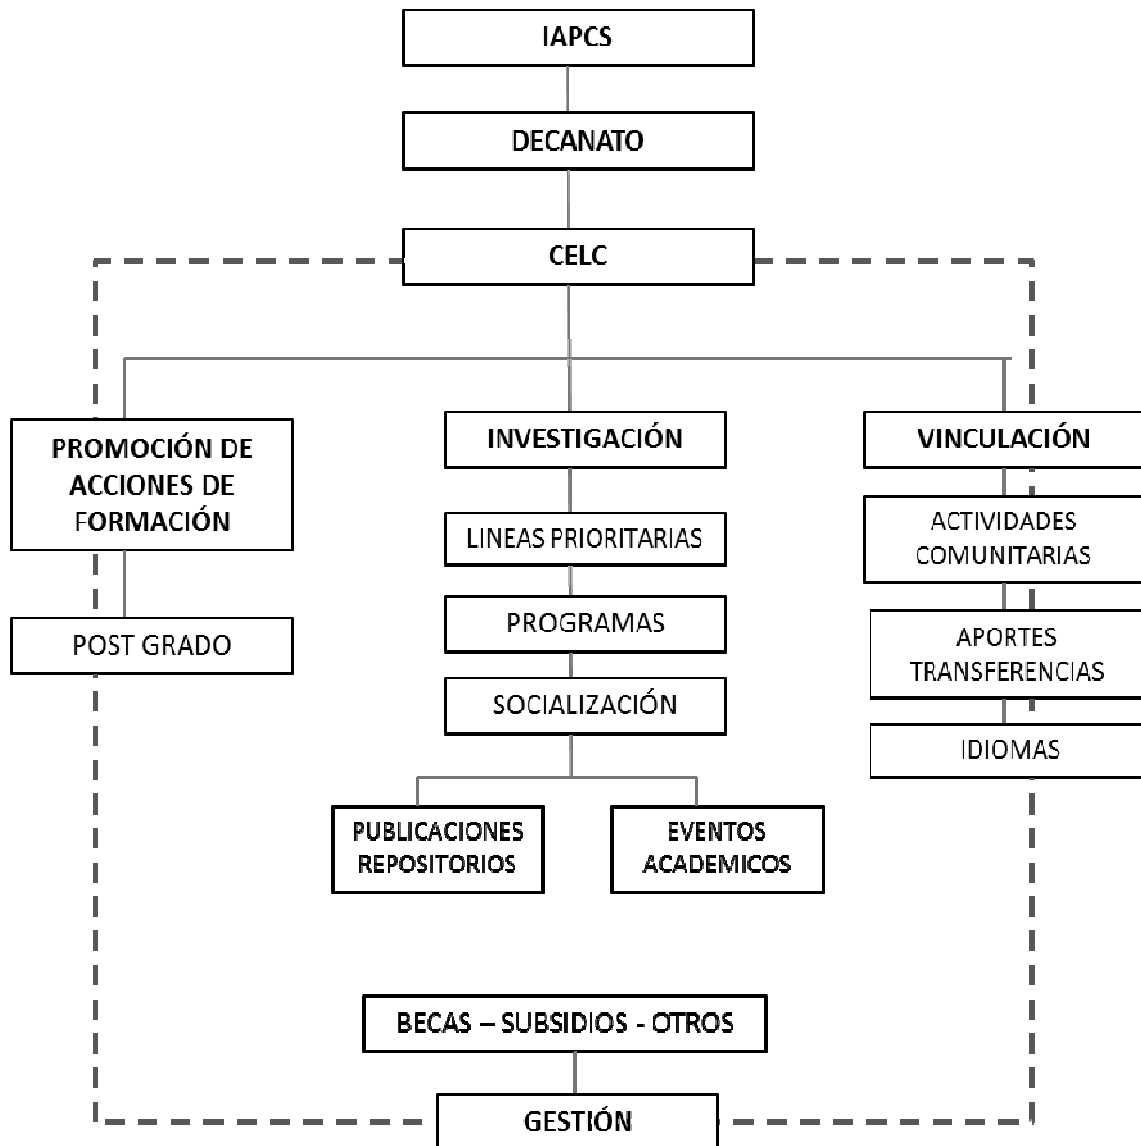 IAPCS
DECANATO
CELC
PROMOCIÓN DE
ACCIONES DE
FORMACIÓN
POST GRADO
INVESTIGACIÓN
LINEAS PRIORITARIAS
PROGRAMAS
SOCIALIZACIÓN
PUBLICACIONES
REPOSITORIOS
EVENTOS
ACADEMICOS
VINCULACIÓN
ACTIVIDADES
COMUNITARIAS
APORTES
TRANSFERENCIAS
IDIOMAS
BECAS – SUBSIDIOS - OTROS
GESTIÓN